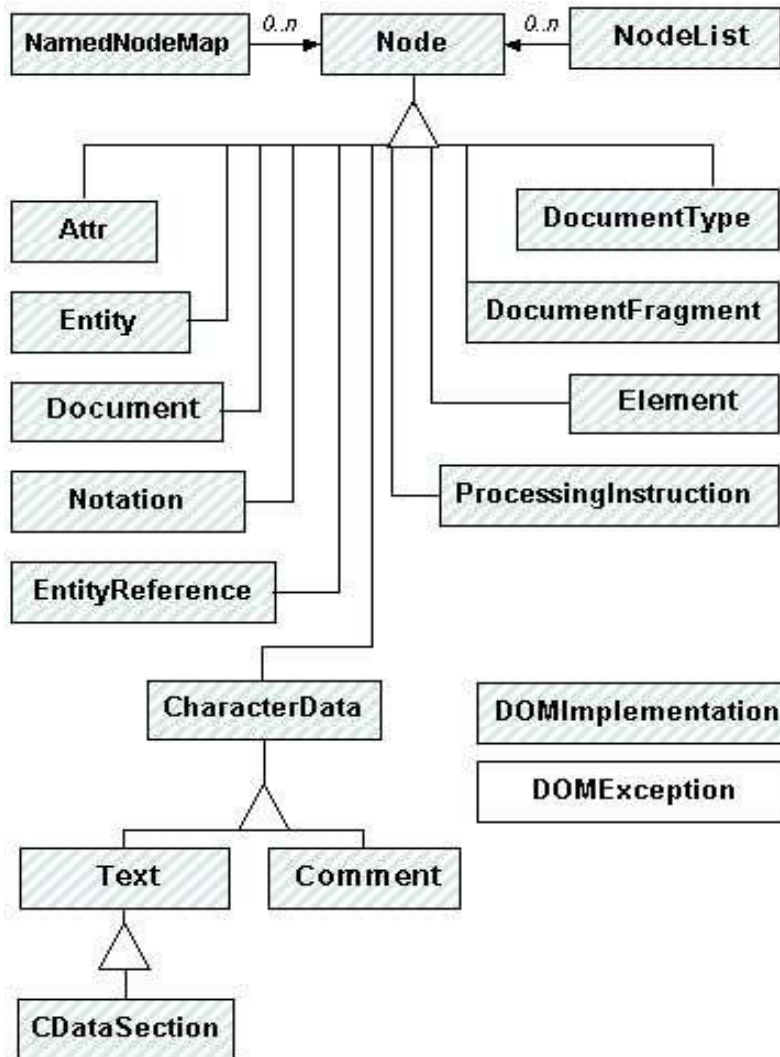 NamedNodeMap
0..n
Node
0..n
NodeList
Attr
DocumentType
Entity
DocumentFragment
Document
Element
Notation
ProcessingInstruction
EntityReference
CharacterData
DOMImplementation
DOMException
Text
Comment
CDataSection